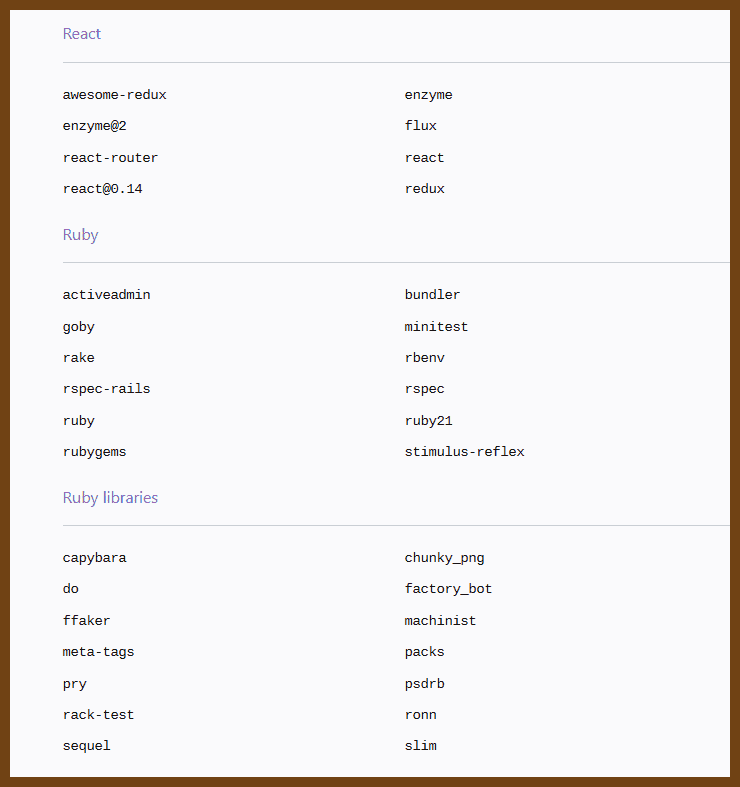 React
awesome-redux enzyme
enzyme@2 flux
react-router react
react@0.14 redux
Ruby
activeadmin bundler
goby minitest
rake rbenv
rspec-rails rspec
ruby ruby21
rubygems stimulus-reflex
Ruby libraries
capybara chunky_png
do factory_bot
ffaker machinist
meta-tags packs
pry psdrb
rack-test ronn
sequel slim